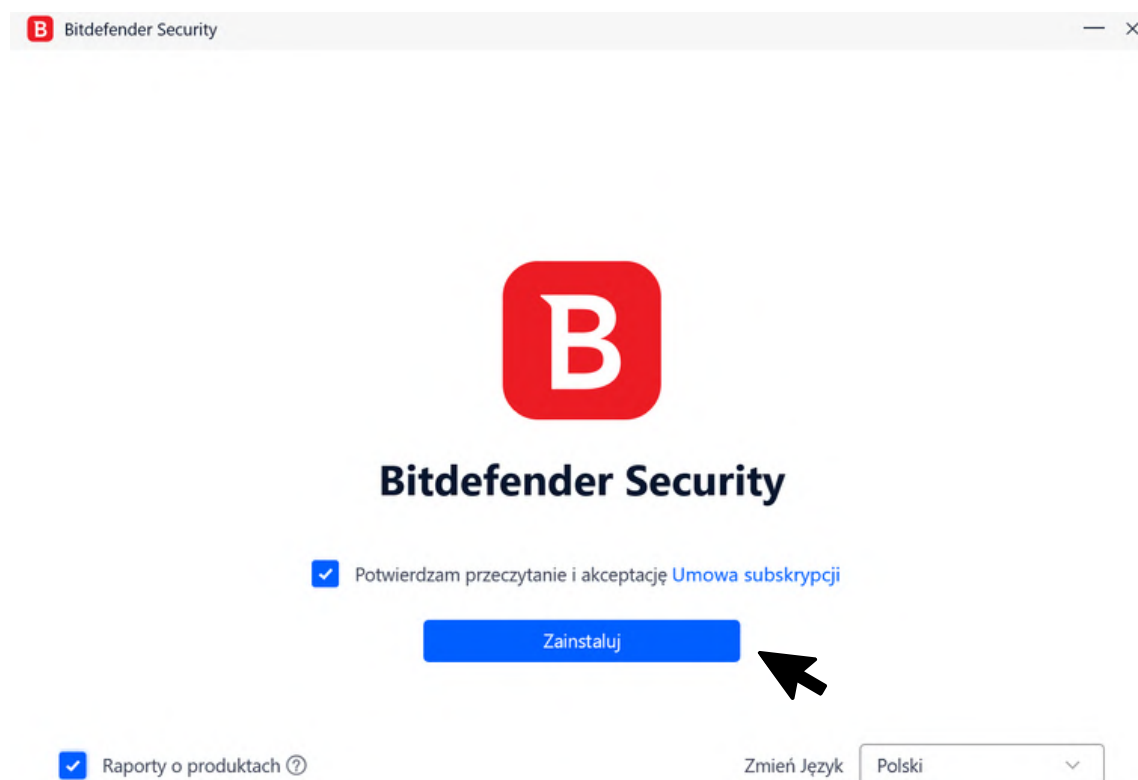 B Bitdefender Security
B
Bitdefender Security
Potwierdzam przeczytanie i akceptację Umowa subskrypcji
Zainstaluj
Raporty o produktach ? Zmień Język Polski